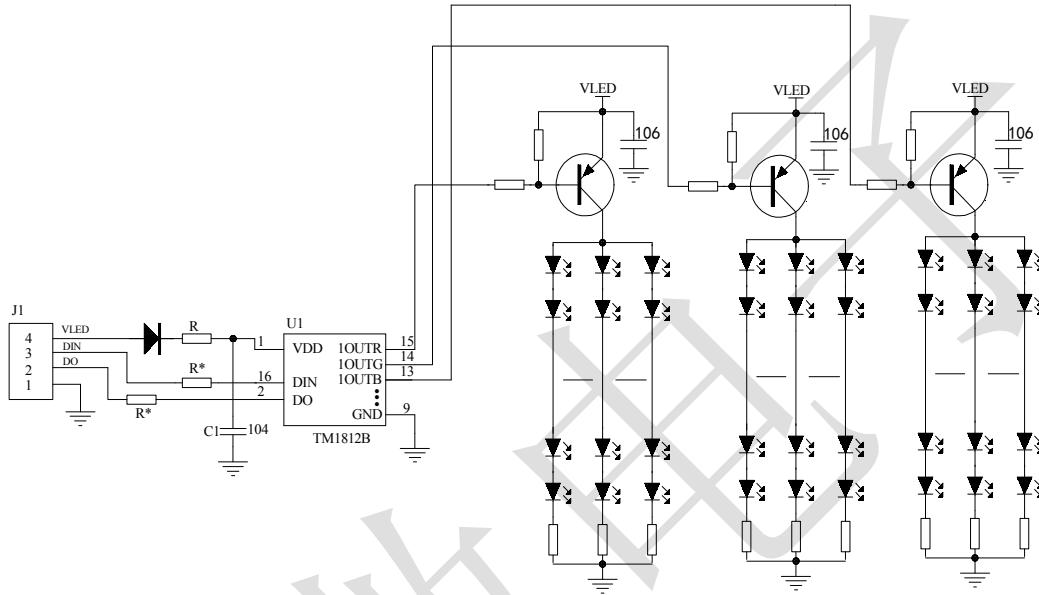 VLED
VLED
VLED
106
106
106
J1
4
3
2
1
VLED
DIN
DO
R
R*
R*
C1
104
U1
1
16
2
VDD
DIN
DO
1OUTR
1OUTG
1OUTB
GND
15
14
13
9
TM1812B